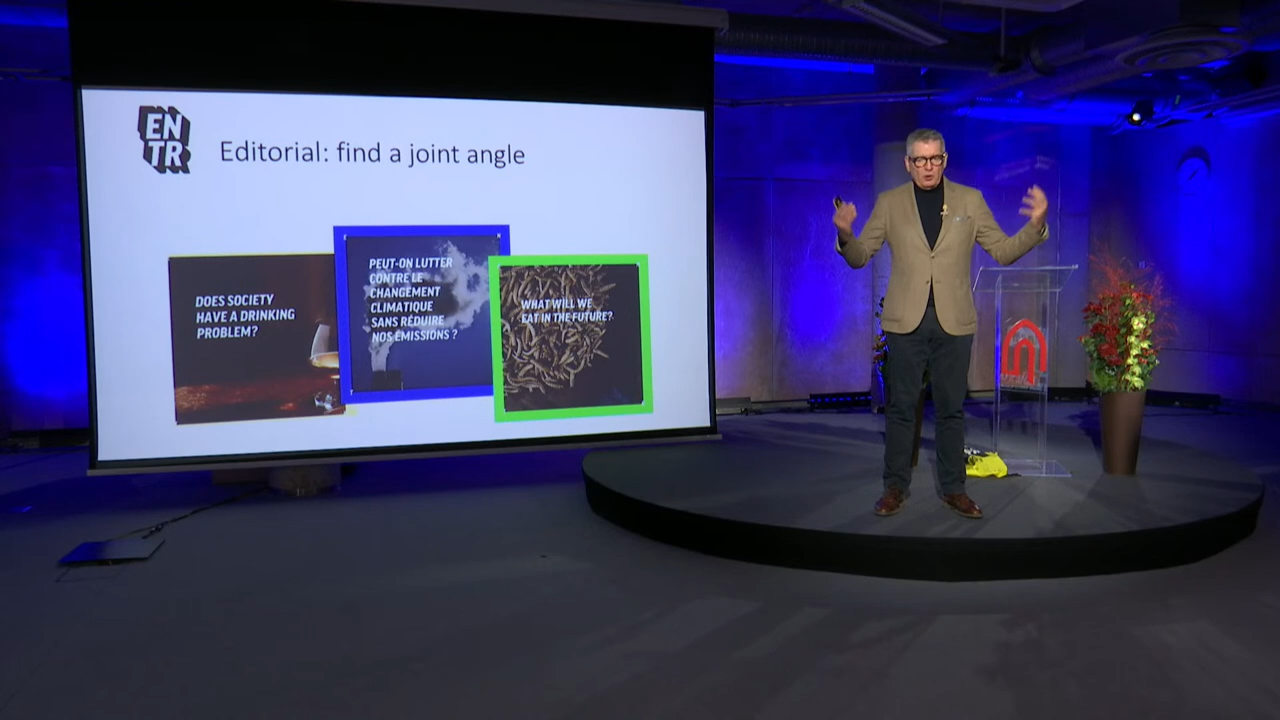 EN
TR
Editorial: find a joint angle
DOES SOCIETY
HAVE A DRINKING
PROBLEM?
PEUT-ON LUTTER
CONTRE LE
CHANGEMENT
CLIMATIQUE
SANS RÉDUIRE
NOS ÉMISSIONS ?
WHAT WILL WE
EAT IN THE FUTURE?